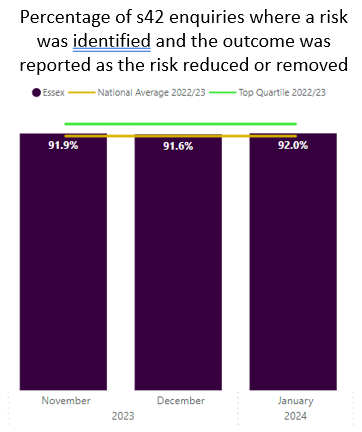 Percentage of s42 enquiries where a risk
was identified and the outcome was
reported as the risk reduced or removed
Essex National Average 2022/23 Top Quartile 2022/23
91.9% 91.6% 92.0%
November December January
2023 2024